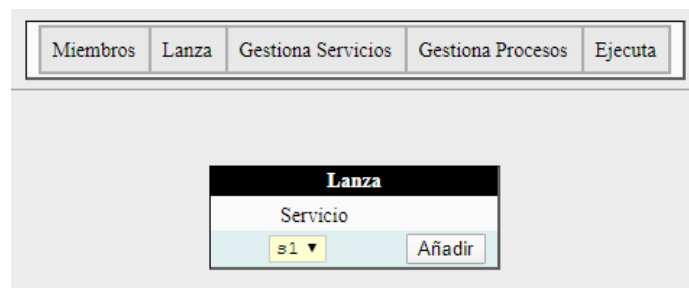 Miembros Lanza Gestiona Servicios Gestiona Procesos Ejecuta
Lanza
Servicio
s1 ▼ Añadir